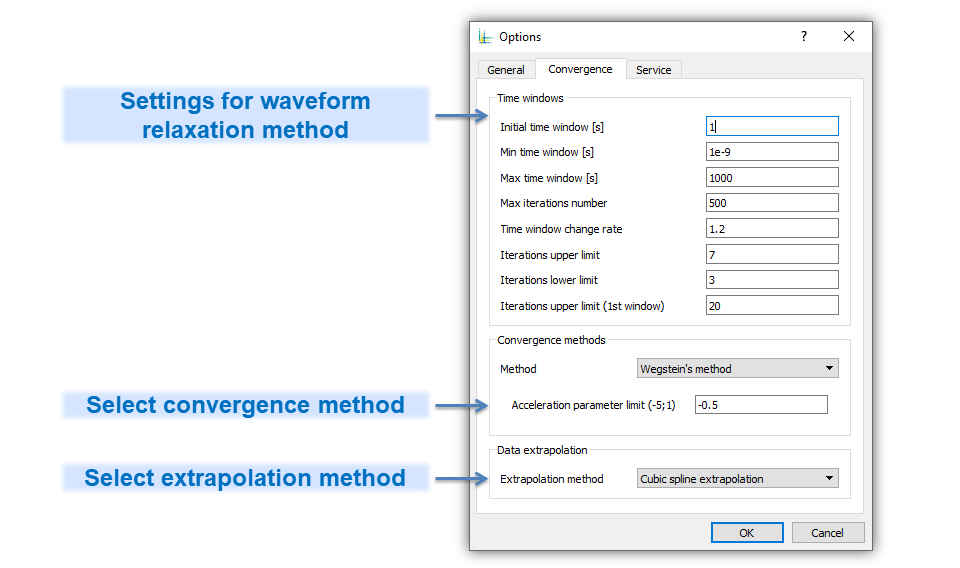 Options
?
General
Convergence
Service
Settings for waveform
relaxation method
Time windows
Initial time window [s]
1
Min time window [s]
1e-9
Max time window [s]
1000
Max iterations number
500
Time window change rate
1.2
Iterations upper limit
7
Iterations lower limit
3
Iterations upper limit (1st window)
20
Convergence methods
Method
Wegstein's method
Select convergence method
Acceleration parameter limit (-5;1)
-0.5
Data extrapolation
Select extrapolation method
Extrapolation method
Cubic spline extrapolation
OK
Cancel